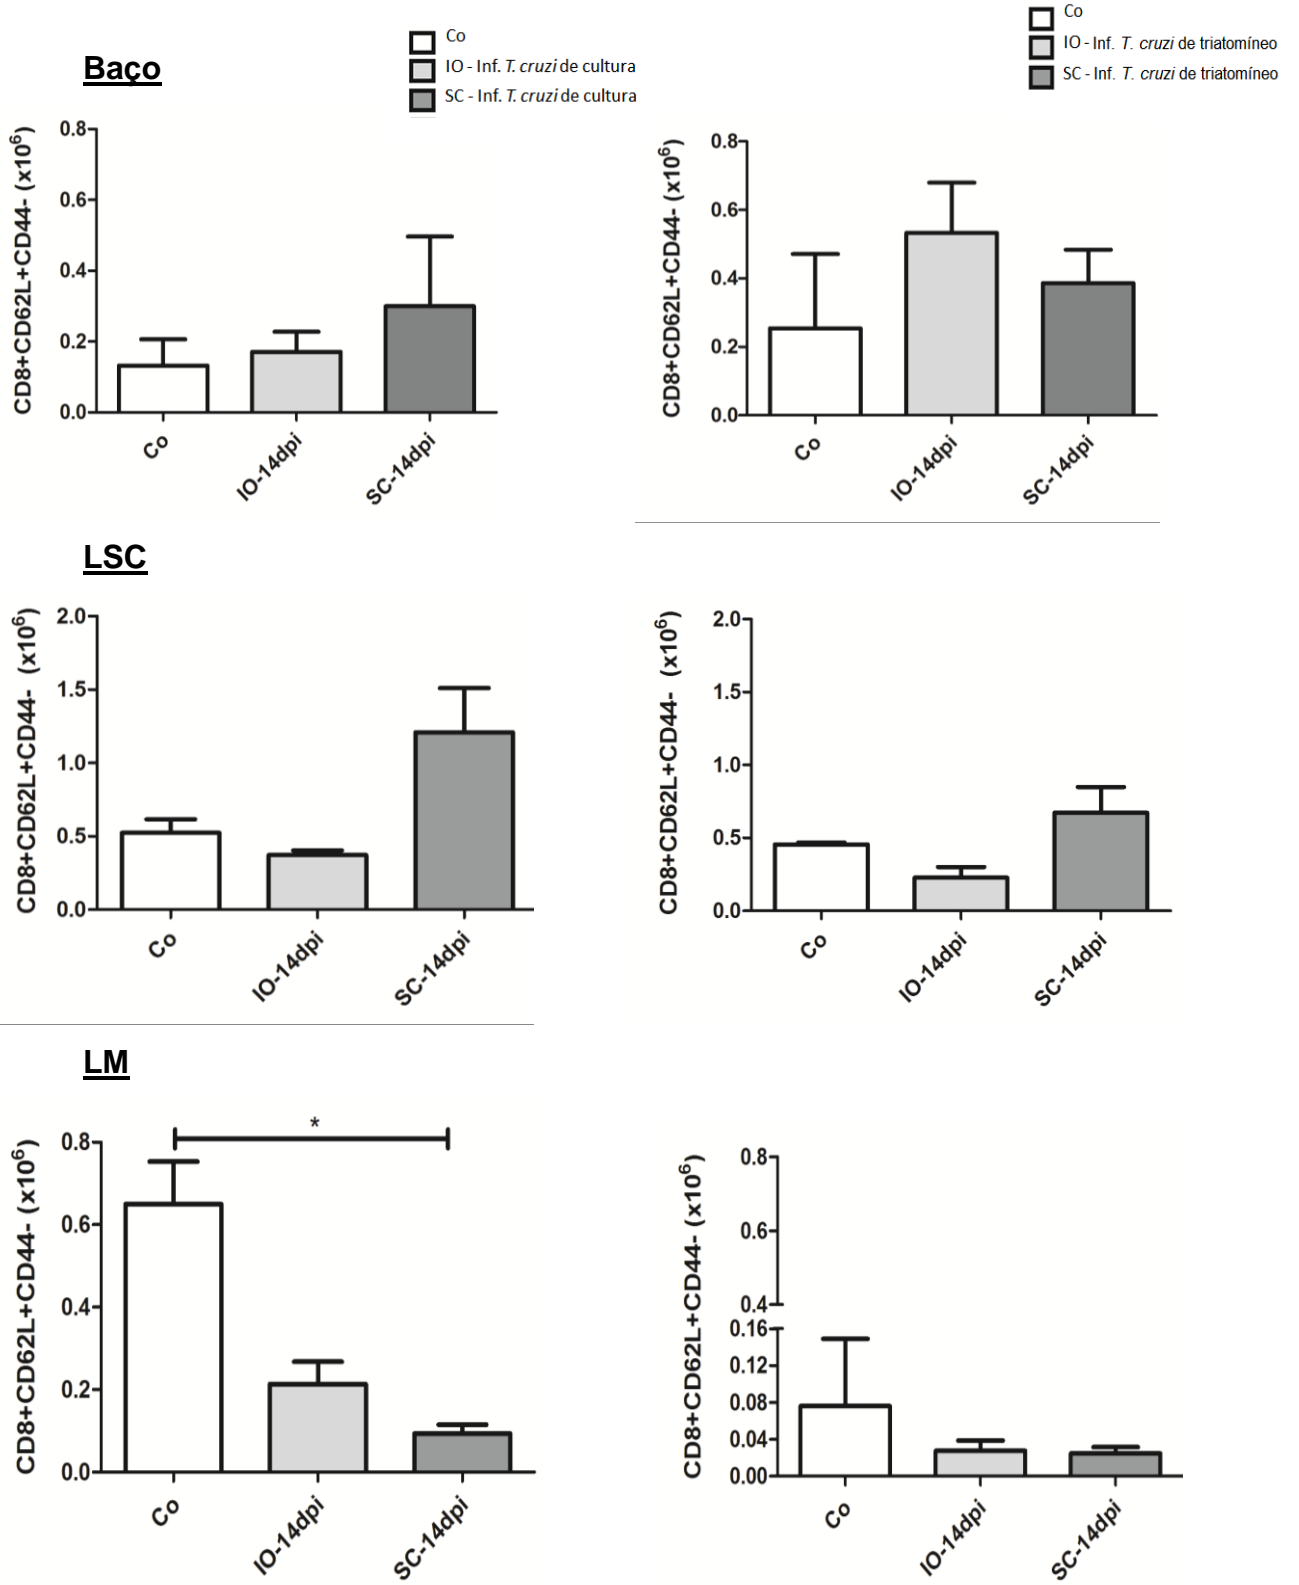 Co
IO - Inf. T. cruzi de cultura
SC - Inf. T. cruzi de cultura
Co
IO - Inf. T. cruzi de triatomíneo
SC - Inf. T. cruzi de triatomíneo
Baço
CD8+CD62L+CD44- (x10⁶)
0.8
0.6
0.4
0.2
0.0
Co
IO-14dpi
SC-14dpi
CD8+CD62L+CD44- (x10⁶)
0.8
0.6
0.4
0.2
0.0
Co
IO-14dpi
SC-14dpi
LSC
CD8+CD62L+CD44- (x10⁶)
2.0
1.5
1.0
0.5
0.0
Co
IO-14dpi
SC-14dpi
CD8+CD62L+CD44- (x10⁶)
2.0
1.5
1.0
0.5
0.0
Co
IO-14dpi
SC-14dpi
LM
CD8+CD62L+CD44- (x10⁶)
0.8
0.6
0.4
0.2
0.0
*
Co
IO-14dpi
SC-14dpi
CD8+CD62L+CD44- (x10⁶)
0.8
0.6
0.4
0.16
0.12
0.08
0.04
0.00
Co
IO-14dpi
SC-14dpi